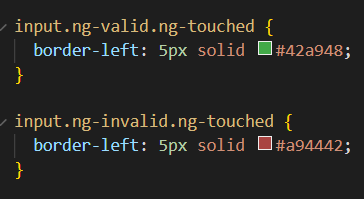 input.ng-valid.ng-touched {
border-left: 5px solid #42a948;
}
input.ng-invalid.ng-touched {
border-left: 5px solid #a94442;
}